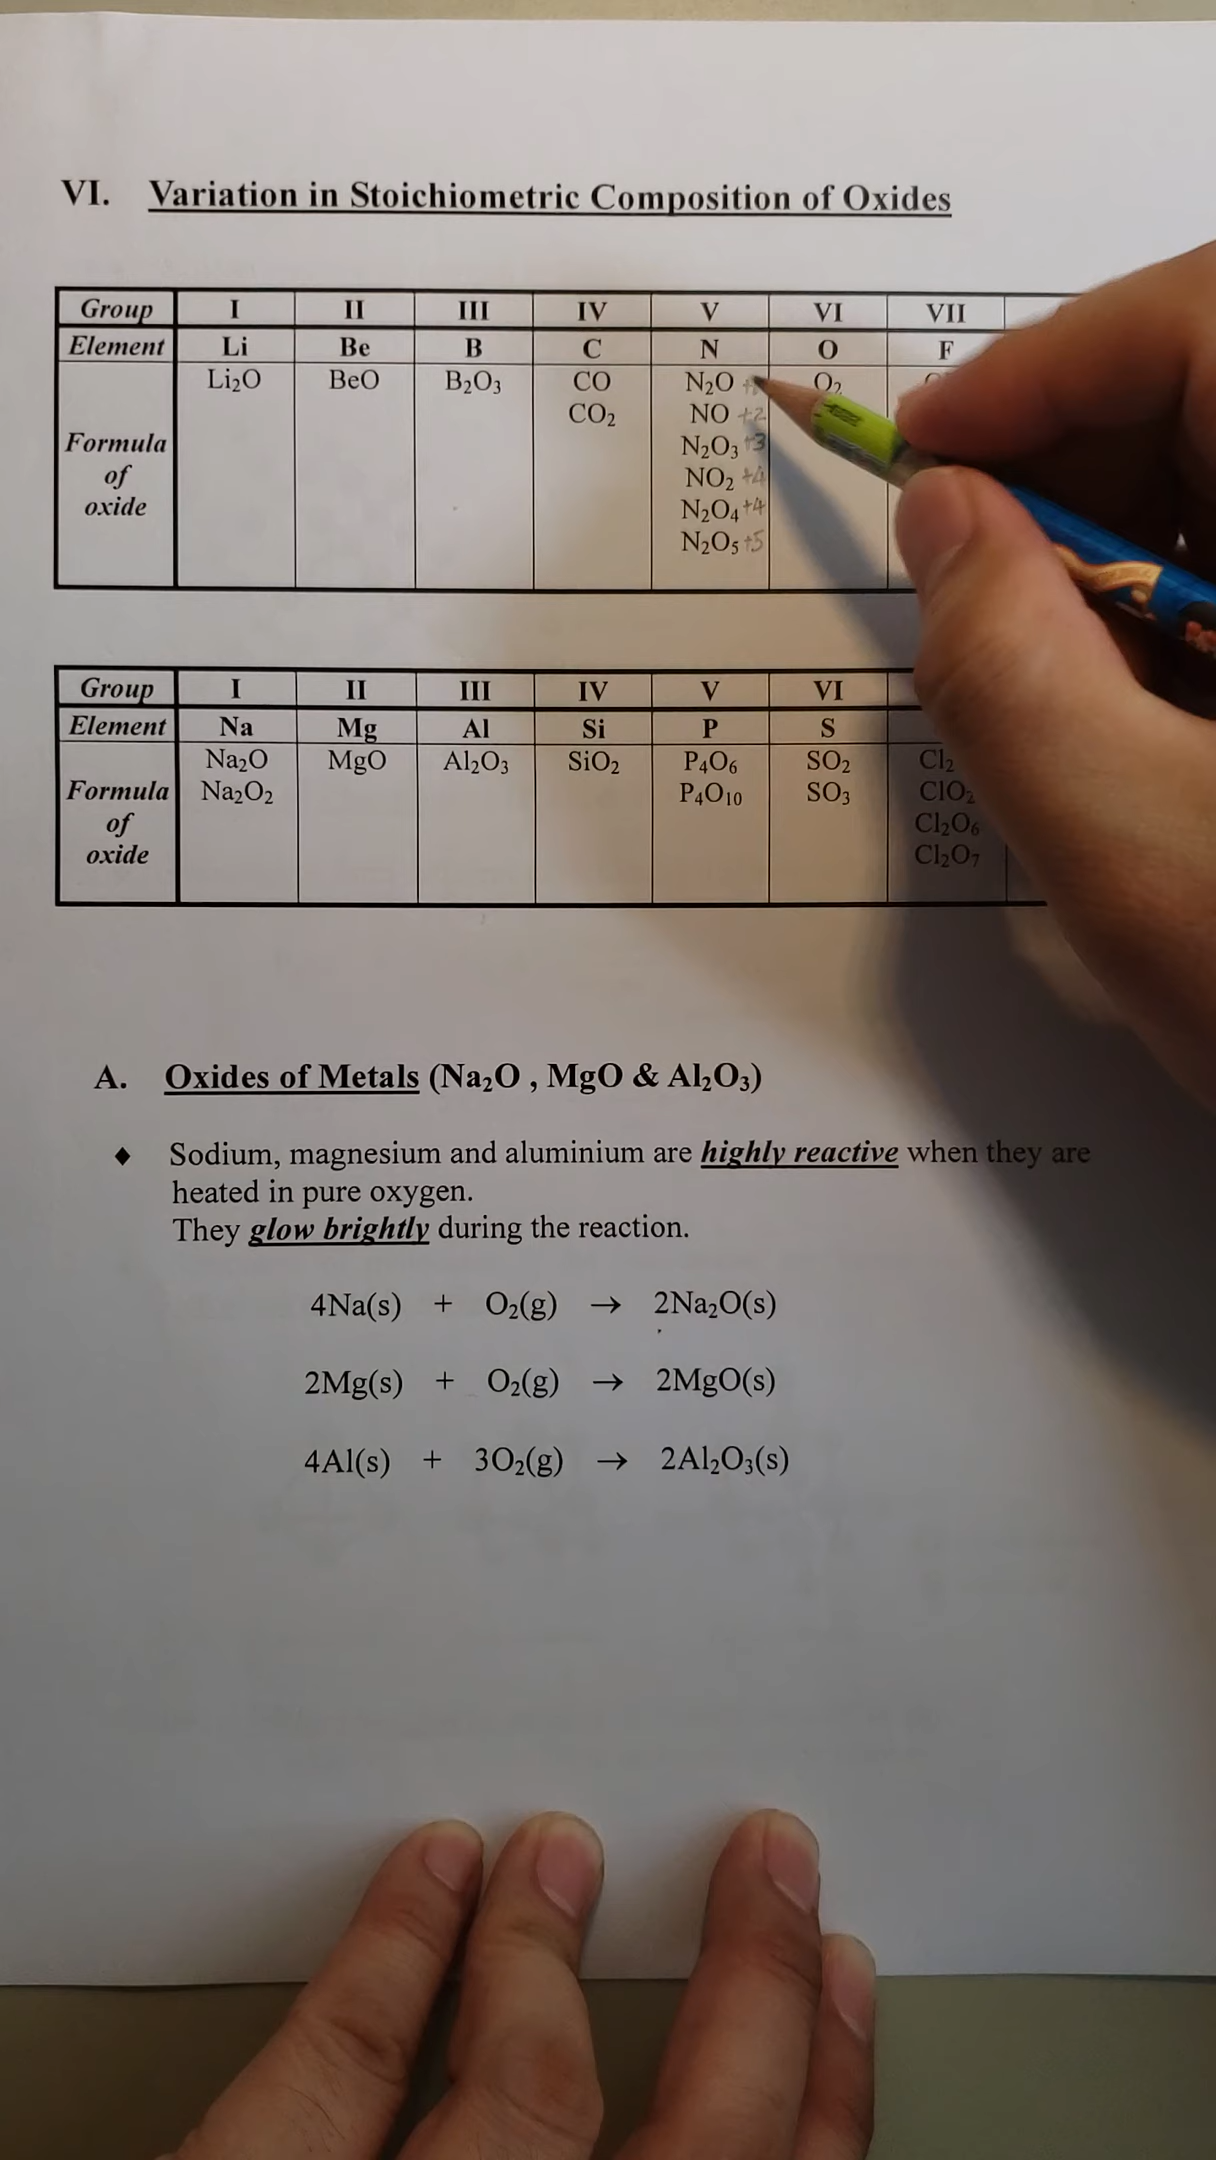 VI. Variation in Stoichiometric Composition of Oxides
Group I II III IV V VI VII
Element Li Be B C N O F
Li₂O BeO B₂O₃ CO N₂O O₂
CO₂ NO +2
Formula N₂O₃ +3
of NO₂ +4
oxide N₂O₄ +4
N₂O₅ +5
Group I II III IV V VI
Element Na Mg Al Si P S
Na₂O MgO Al₂O₃ SiO₂ P₄O₆ SO₂
Formula Na₂O₂ P₄O₁₀ SO₃ ClO₂
of Cl₂O₆
oxide Cl₂O₇
A. Oxides of Metals (Na₂O , MgO & Al₂O₃)
♦ Sodium, magnesium and aluminium are highly reactive when they are
heated in pure oxygen.
They glow brightly during the reaction.
4Na(s) + O₂(g) → 2Na₂O(s)
2Mg(s) + O₂(g) → 2MgO(s)
4Al(s) + 3O₂(g) → 2Al₂O₃(s)